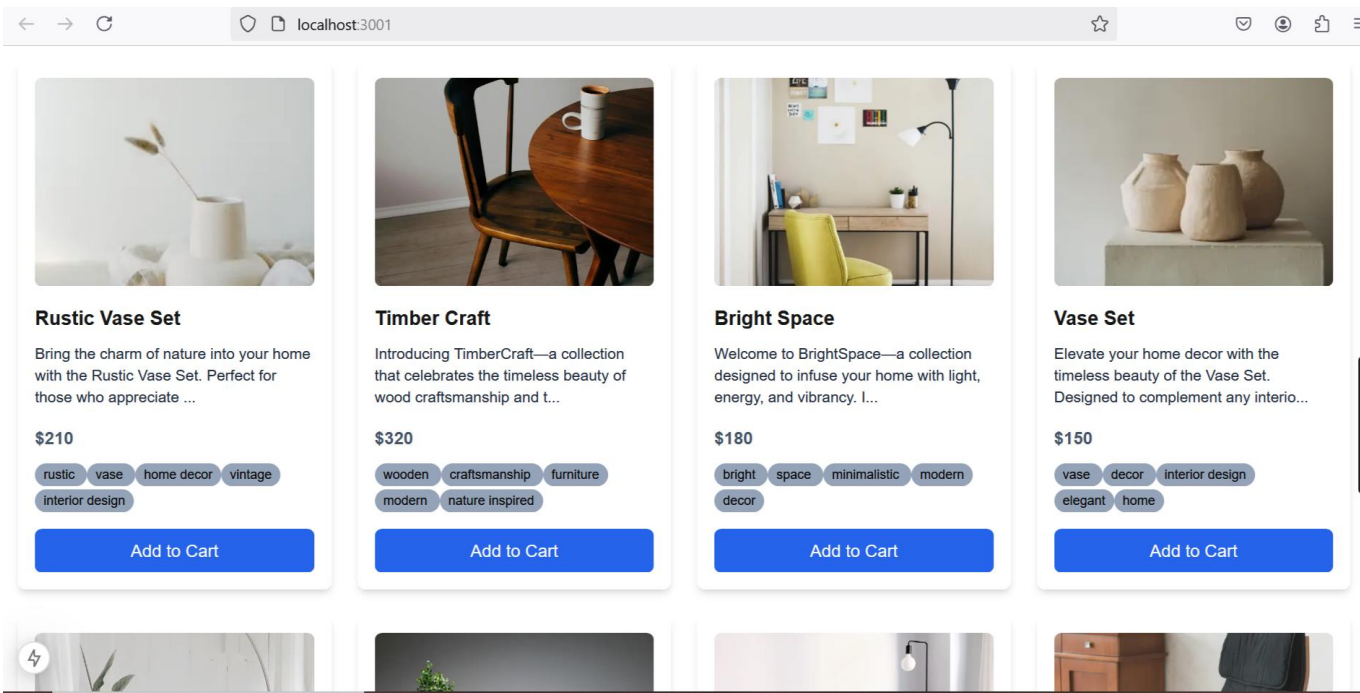 localhost:3001
Rustic Vase Set
Bring the charm of nature into your home
with the Rustic Vase Set. Perfect for
those who appreciate ...
$210
rustic vase home decor vintage
interior design
Add to Cart
Timber Craft
Introducing TimberCraft—a collection
that celebrates the timeless beauty of
wood craftsmanship and t...
$320
wooden craftsmanship furniture
modern nature inspired
Add to Cart
Bright Space
Welcome to BrightSpace—a collection
designed to infuse your home with light,
energy, and vibrancy. I...
$180
bright space minimalistic modern
decor
Add to Cart
Vase Set
Elevate your home decor with the
timeless beauty of the Vase Set.
Designed to complement any interio...
$150
vase decor interior design
elegant home
Add to Cart